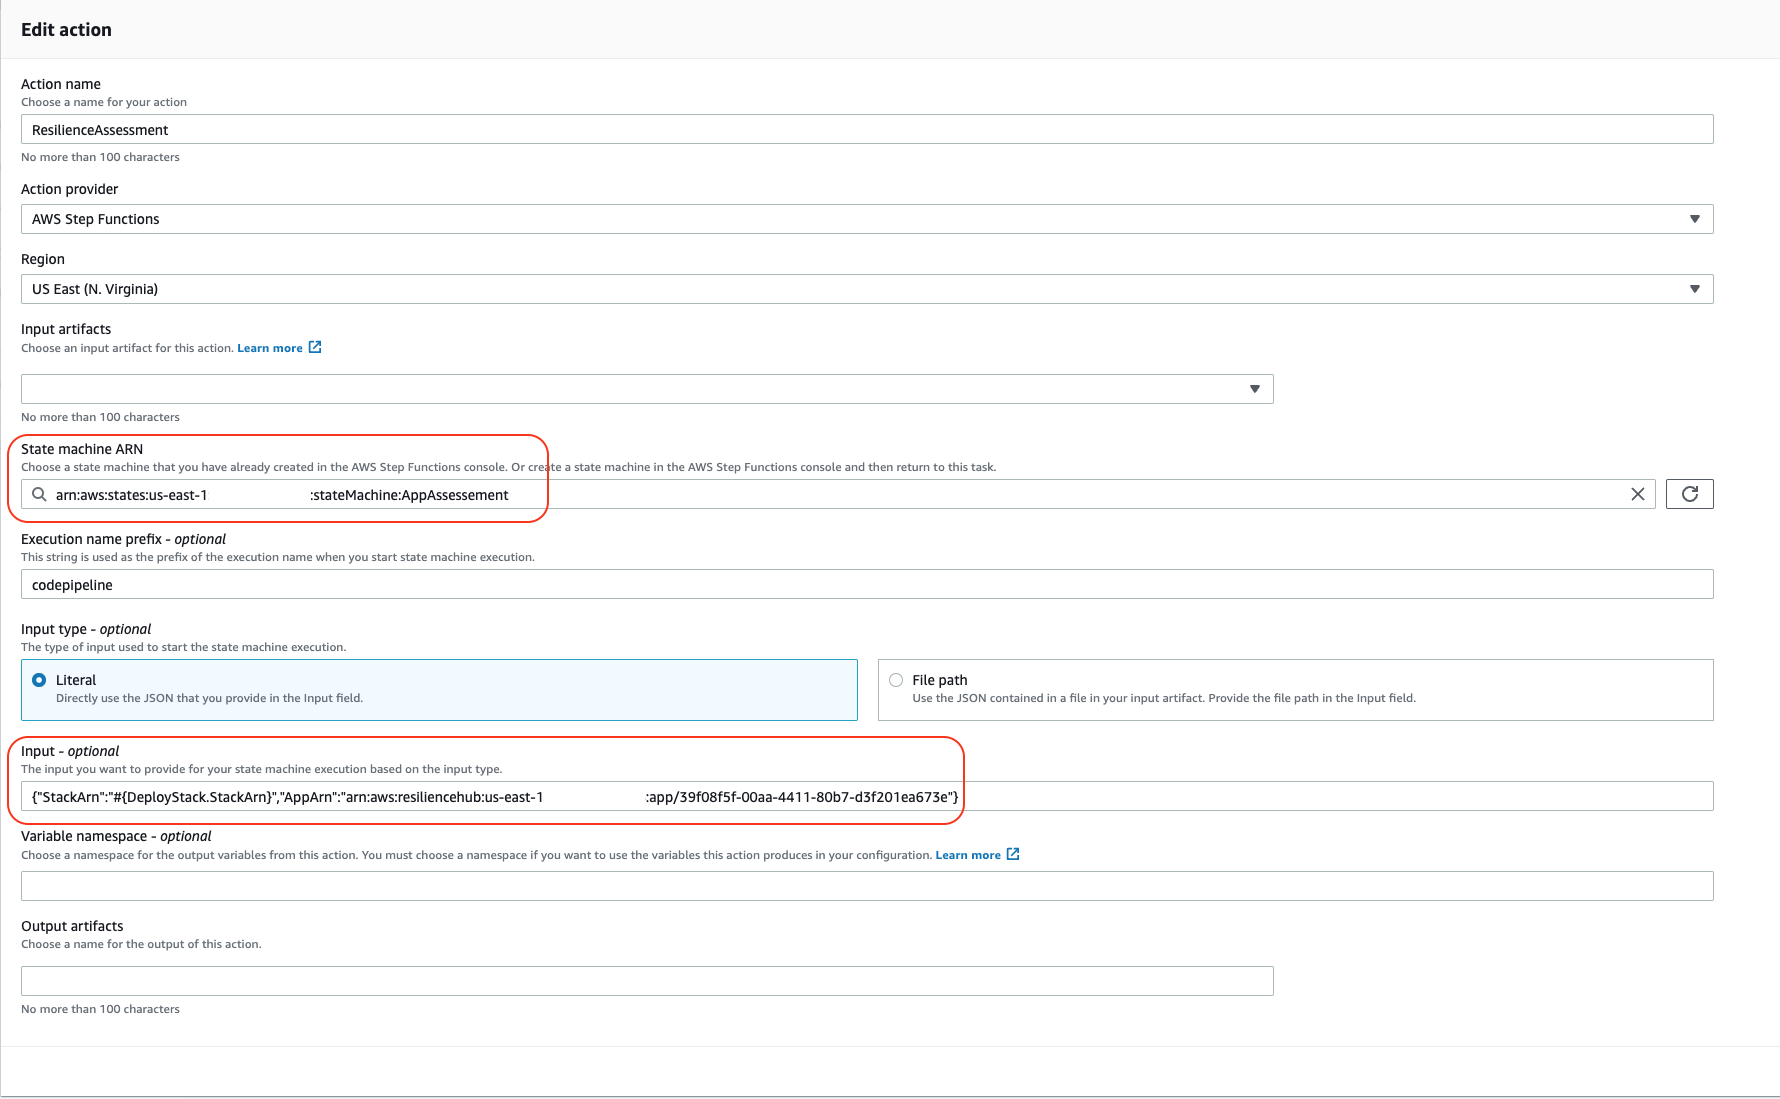 Edit action
Action name
Choose a name for your action
ResilienceAssessment
No more than 100 characters
Action provider
AWS Step Functions
Region
US East (N. Virginia)
Input artifacts
Choose an input artifact for this action. Learn more
No more than 100 characters
State machine ARN
Choose a state machine that you have already created in the AWS Step Functions console. Or create a state machine in the AWS Step Functions console and then return to this task.
arn:aws:states:us-east-1 :stateMachine:AppAssessement
Execution name prefix - optional
This string is used as the prefix of the execution name when you start state machine execution.
codepipeline
Input type - optional
The type of input used to start the state machine execution.
Literal
Directly use the JSON that you provide in the Input field.
File path
Use the JSON contained in a file in your input artifact. Provide the file path in the Input field.
Input - optional
The input you want to provide for your state machine execution based on the input type.
{"StackArn":"#{DeployStack.StackArn}","AppArn":"arn:aws:resiliencehub:us-east-1 :app/39f08f5f-00aa-4411-80b7-d3f201ea673e"}
Variable namespace - optional
Choose a namespace for the output variables from this action. You must choose a namespace if you want to use the variables this action produces in your configuration. Learn more
Output artifacts
Choose a name for the output of this action.
No more than 100 characters